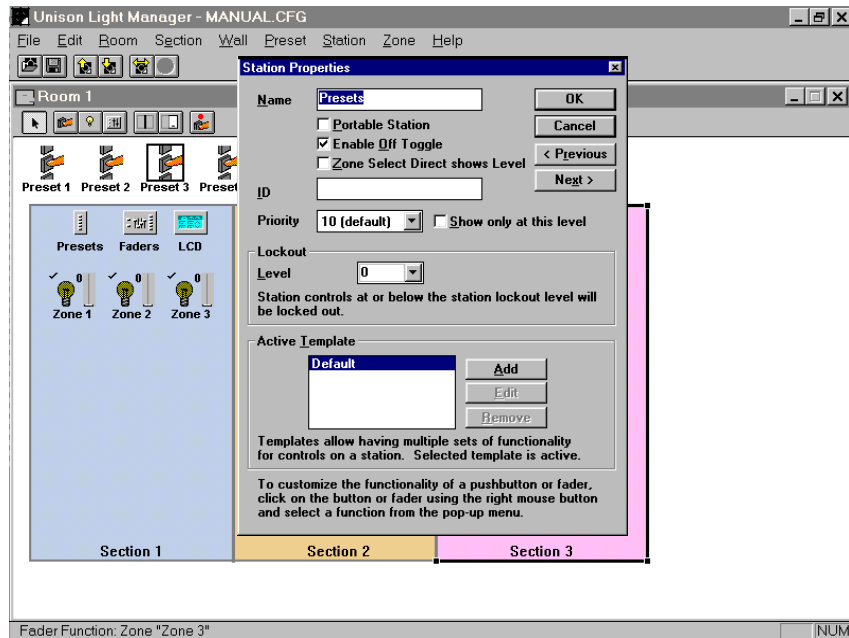 Unison Light Manager - MANUAL.CFG
File Edit Room Section Wall Preset Station Zone Help
Room 1
Preset 1 Preset 2 Preset 3 Preset
Presets Faders LCD
0 0 0
Zone 1 Zone 2 Zone 3
Section 1 Section 2 Section 3
Station Properties
Name Presets OK
Portable Station Cancel
Enable Off Toggle < Previous
Zone Select Direct shows Level
Next >
ID
Priority 10 (default) Show only at this level
Lockout
Level 0
Station controls at or below the station lockout level will
be locked out.
Active Template
Default Add
Edit
Remove
Templates allow having multiple sets of functionality
for controls on a station. Selected template is active.
To customize the functionality of a pushbutton or fader,
click on the button or fader using the right mouse button
and select a function from the pop-up menu.
Fader Function: Zone "Zone 3" NUM